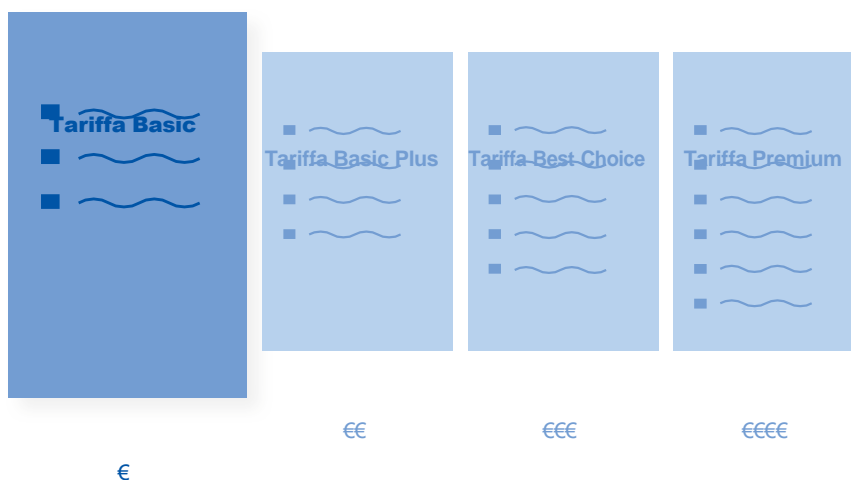 Tariffa Basic
Tariffa Basic Plus
Tariffa Best Choice
Tariffa Premium
€€
€€€
€€€€
€